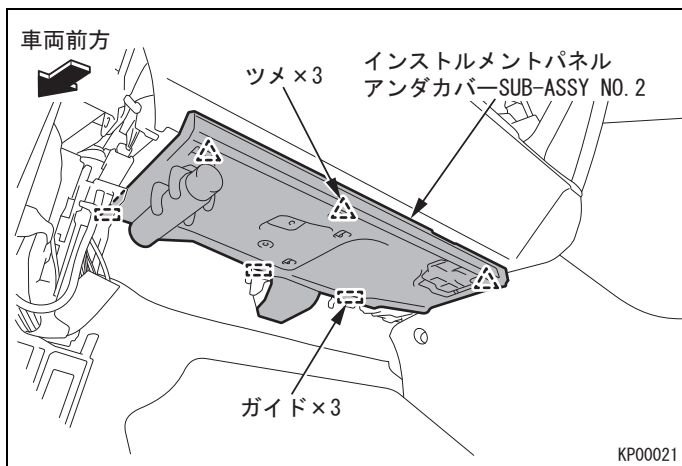 車両前方
ツメ×3
インストルメントパネル
アンダカバーSUB-ASSY NO.2
ガイド×3
KP00021